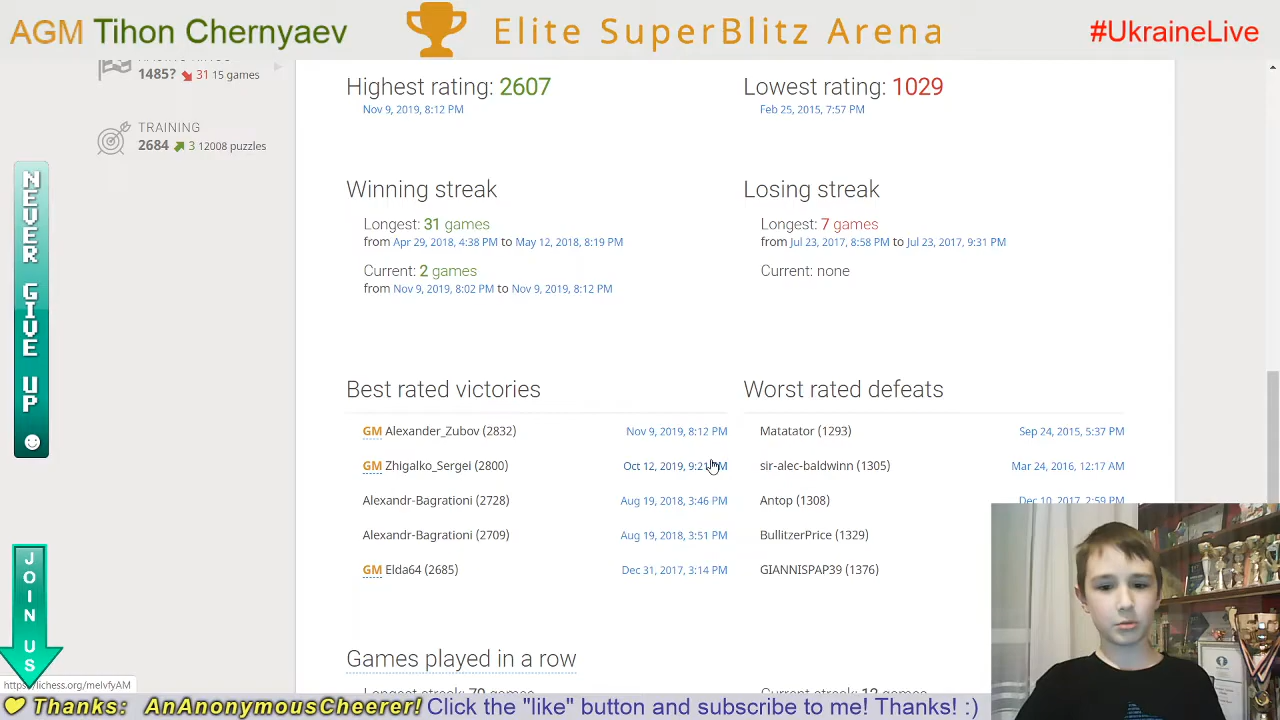 AGM Tihon Chernyaev
Elite SuperBlitz Arena
#UkraineLive
1485? 31 15 games
TRAINING
2684 3 12008 puzzles
Highest rating: 2607
Nov 9, 2019, 8:12 PM
Lowest rating: 1029
Feb 25, 2015, 7:57 PM
Winning streak
Longest: 31 games
from Apr 29, 2018, 4:38 PM to May 12, 2018, 8:19 PM
Current: 2 games
from Nov 9, 2019, 8:02 PM to Nov 9, 2019, 8:12 PM
Losing streak
Longest: 7 games
from Jul 23, 2017, 8:58 PM to Jul 23, 2017, 9:31 PM
Current: none
Best rated victories
GM Alexander_Zubov (2832) Nov 9, 2019, 8:12 PM
GM Zhigalko_Sergei (2800) Oct 12, 2019,
Alexandr-Bagrationi (2728) Aug 19, 2018, 3:46 PM
Alexandr-Bagrationi (2709) Aug 19, 2018, 3:51 PM
GM Elda64 (2685) Dec 31, 2017, 3:14 PM
Worst rated defeats
Matatator (1293) Sep 24, 2015, 5:37 PM
sir-alec-baldwinn (1305) Mar 24, 2016, 12:17 AM
Antop (1308) Dec 10, 2017, 2:59 PM
BullitzerPrice (1329)
GIANNISPAP39 (1376)
Games played in a row
NEVER GIVE UP
JOIN US
https://lichess.org/melvfyAM
Thanks: AnAnonymousCheerer! Click the "like" button and subscribe to me! Thanks! :)